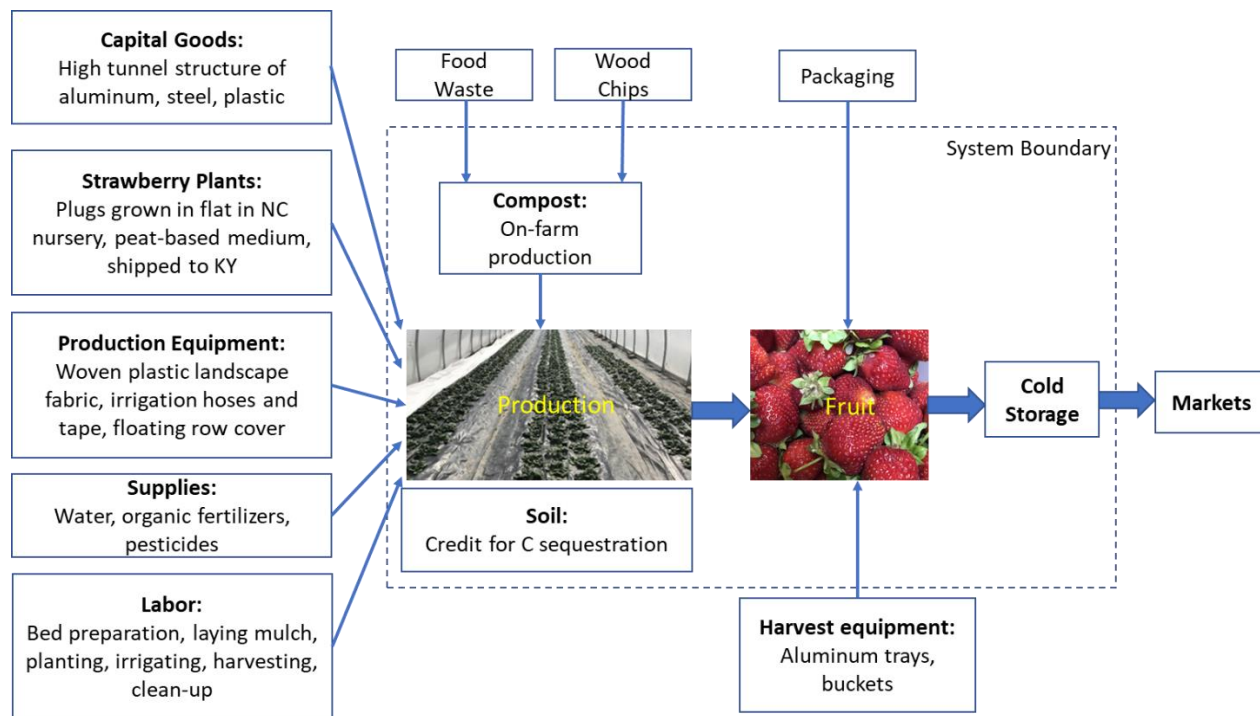 Capital Goods:
High tunnel structure of
aluminum, steel, plastic
Strawberry Plants:
Plugs grown in flat in NC
nursery, peat-based medium,
shipped to KY
Production Equipment:
Woven plastic landscape
fabric, irrigation hoses and
tape, floating row cover
Supplies:
Water, organic fertilizers,
pesticides
Labor:
Bed preparation, laying mulch,
planting, irrigating, harvesting,
clean-up
Food
Waste
Wood
Chips
Packaging
System Boundary
Compost:
On-farm
production
Production
Fruit
Soil:
Credit for C sequestration
Cold
Storage
Markets
Harvest equipment:
Aluminum trays,
buckets